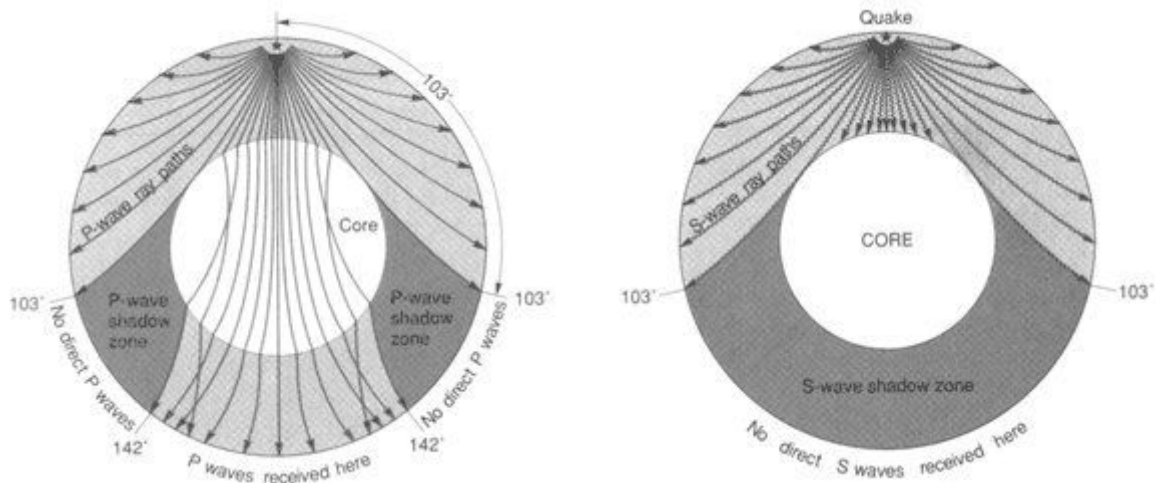 103°
P-wave ray paths
Core
P-wave shadow zone
P-wave shadow zone
103°
103°
No direct P waves
No direct P waves
142°
142°
P waves received here
Quake
S-wave ray paths
CORE
103°
103°
S-wave shadow zone
No direct S waves received here